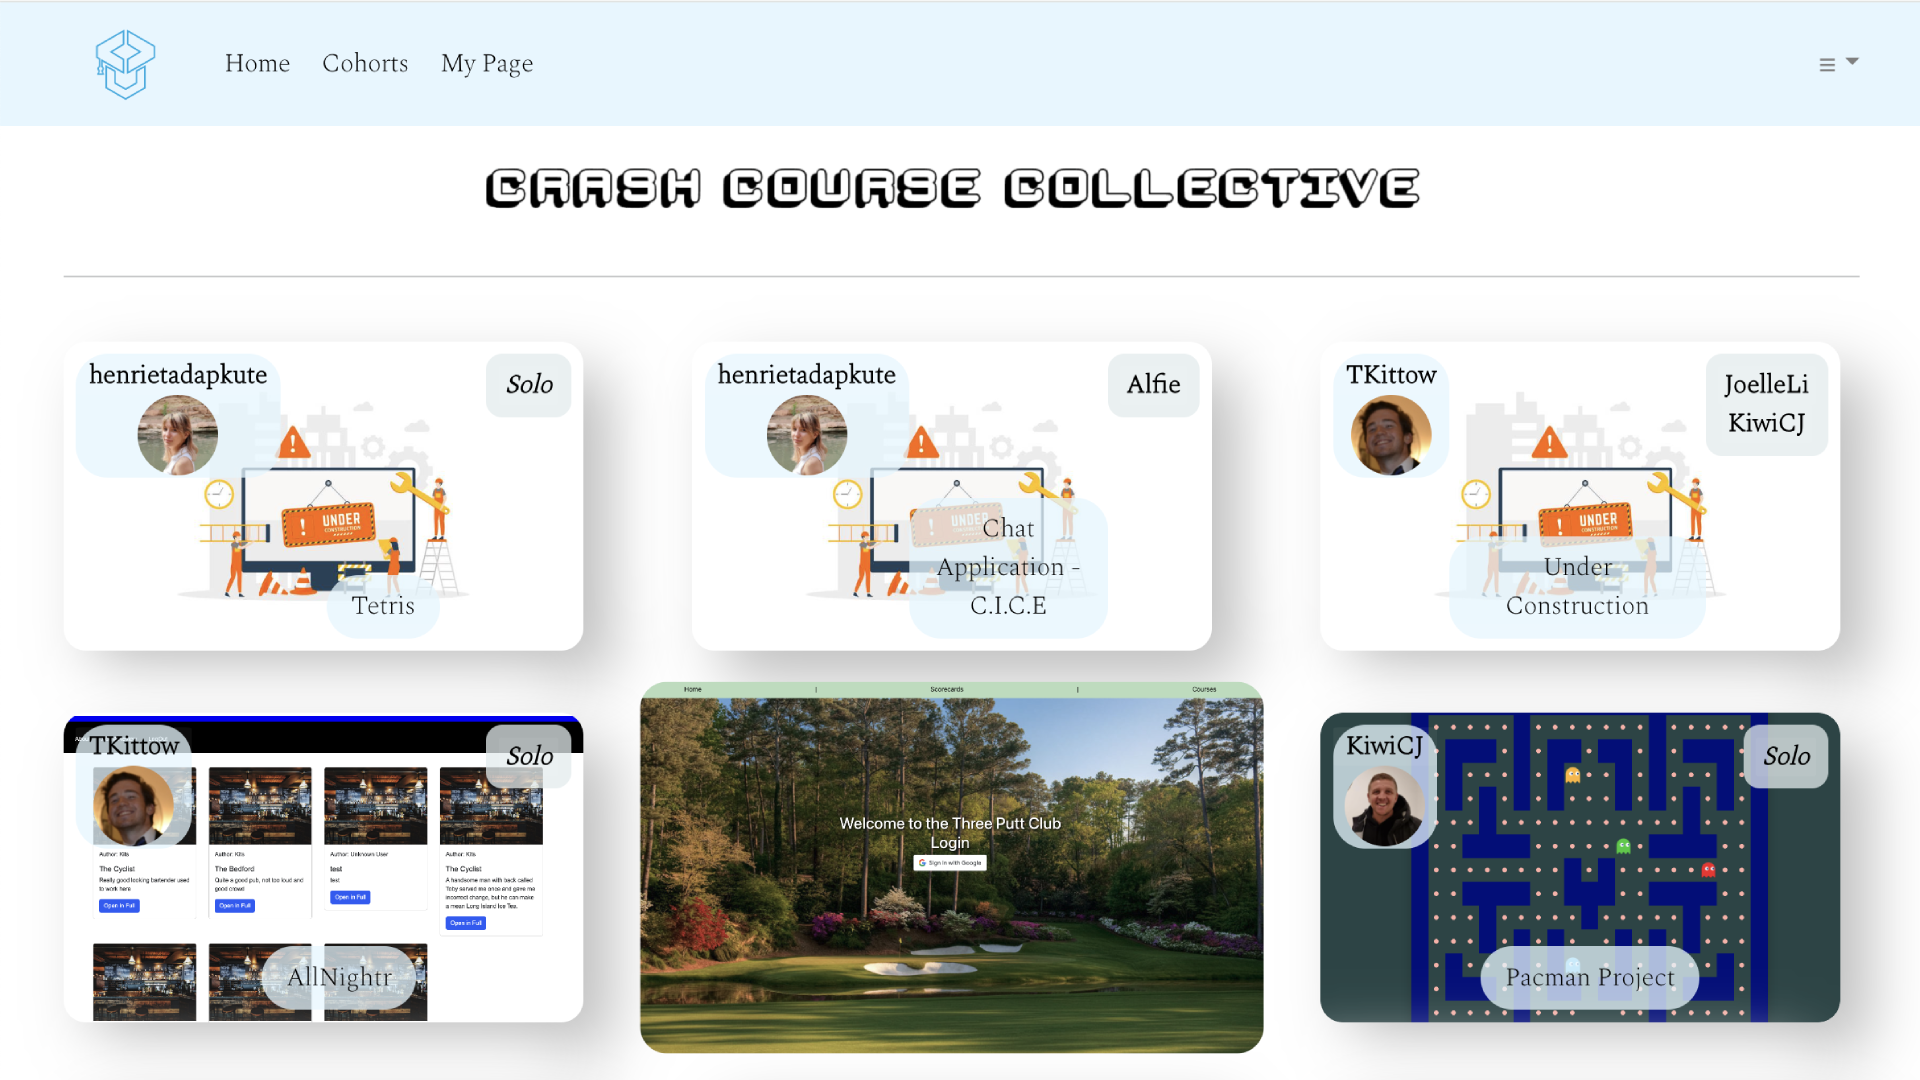 Home Cohorts My Page
CRASH COURSE COLLECTIVE
henrietadapkute
Solo
UNDER
CONSTRUCTION
Tetris
henrietadapkute
Alfie
UNDER
Chat
Application -
C.I.C.E
TKittow
JoelleLi
KiwiCJ
UNDER
CONSTRUCTION
Under
Construction
TKittow
Solo
Author: Kits
The Cyclist
Really good looking bartender used
to work here
Open in Full
Author: Kits
The Bedford
Quite a good pub, not too loud and
good crowd
Open in Full
Author: Unknown User
test
test
Open in Full
Author: Kits
The Cyclist
A handsome man with back called
Toby served me once and gave me
incorrect change, but he can make
a mean Long Island Ice Tea.
Open in Full
AllNightr
Home | Scorecards | Courses
Welcome to the Three Putt Club
Login
Sign in with Google
KiwiCJ
Solo
Pacman Project